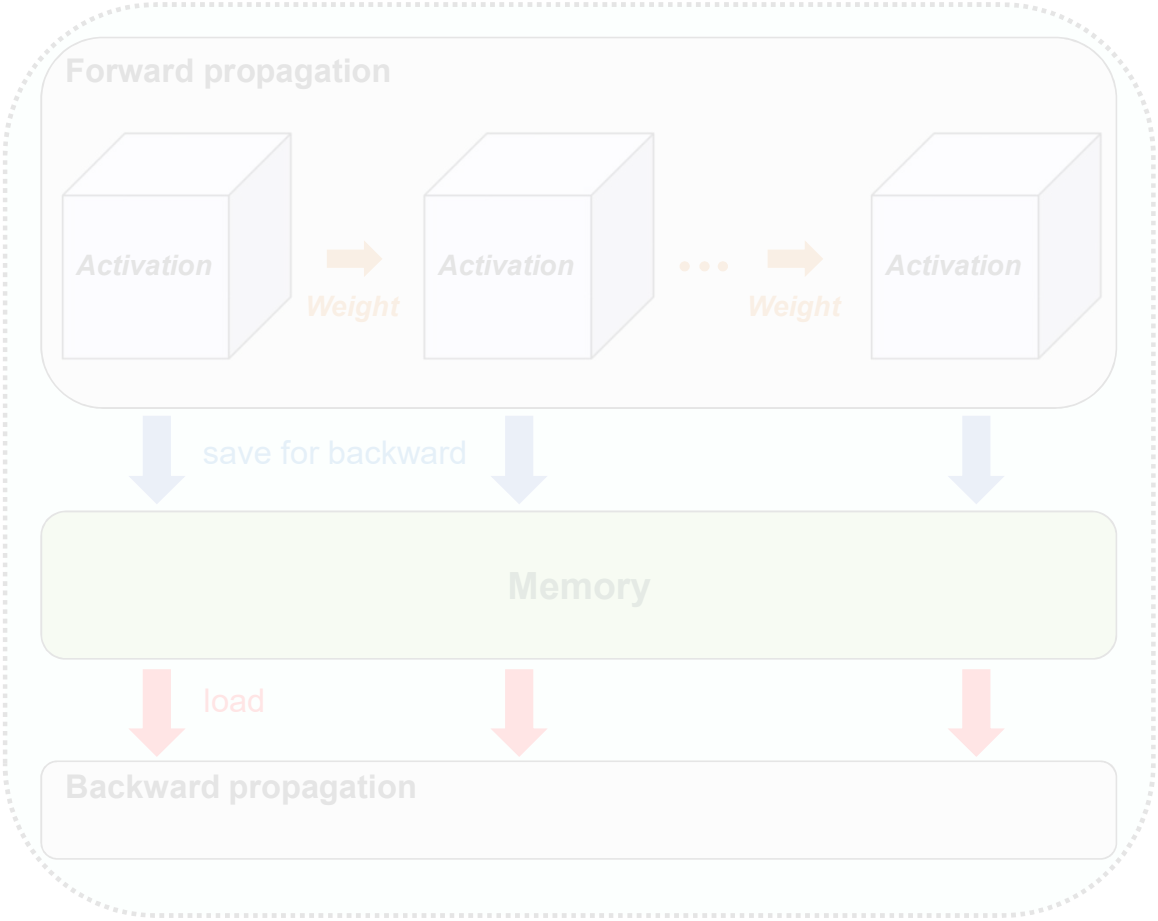 Forward propagation
Activation
Activation
...
Activation
Weight
Weight
save for backward
Memory
load
Backward propagation